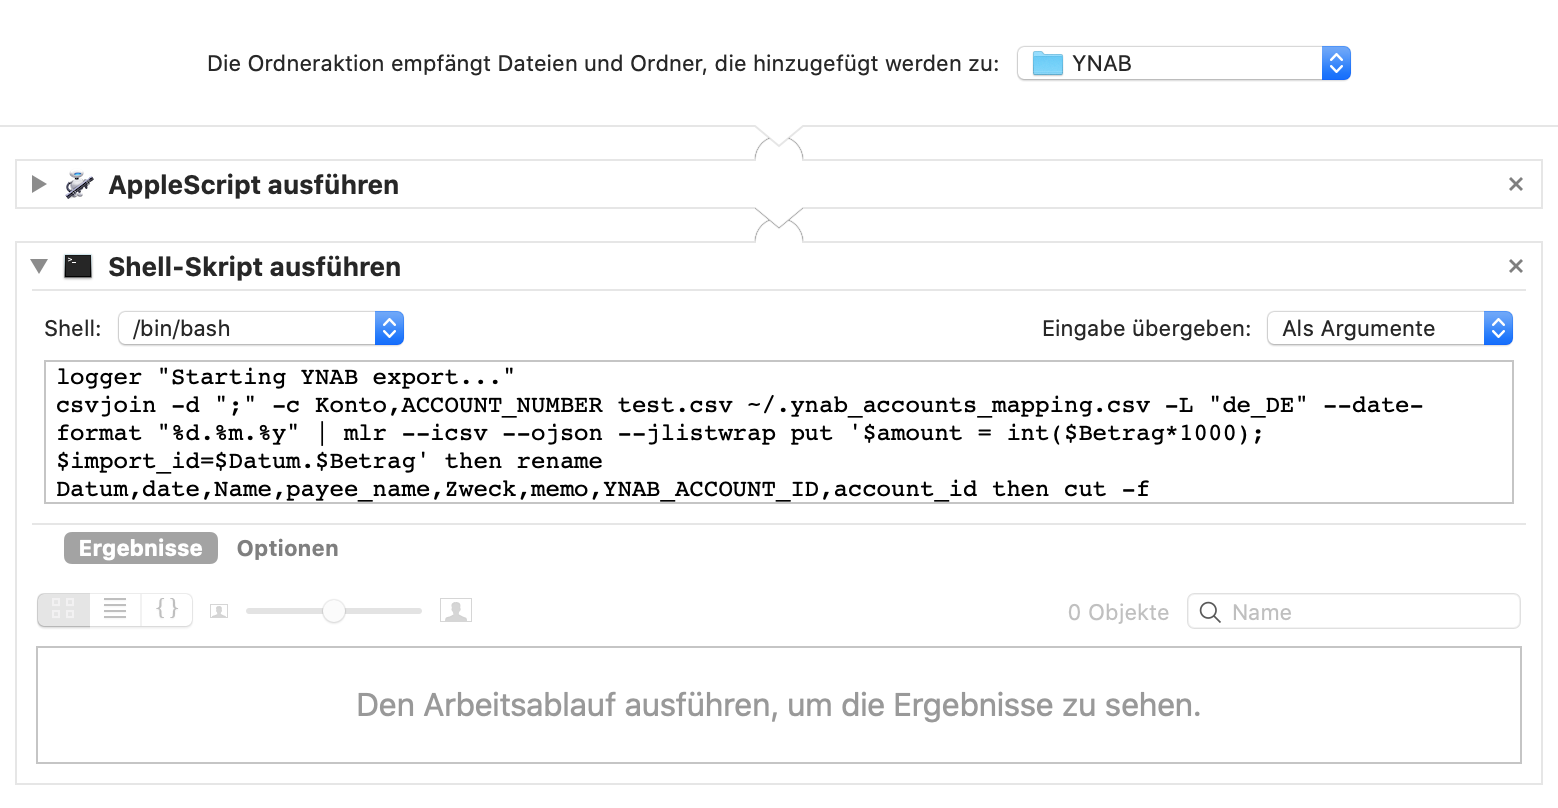 Die Ordneraktion empfängt Dateien und Ordner, die hinzugefügt werden zu: YNAB
AppleScript ausführen
Shell-Skript ausführen
Shell: /bin/bash Eingabe übergeben: Als Argumente
logger "Starting YNAB export..."
csvjoin -d ";" -c Konto,ACCOUNT_NUMBER test.csv ~/.ynab_accounts_mapping.csv -L "de_DE" --date-
format "%d.%m.%y" | mlr --icsv --ojson --jlistwrap put '$amount = int($Betrag*1000);
$import_id=$Datum.$Betrag' then rename
Datum,date,Name,payee_name,Zweck,memo,YNAB_ACCOUNT_ID,account_id then cut -f
Ergebnisse Optionen
{} 0 Objekte Name
Den Arbeitsablauf ausführen, um die Ergebnisse zu sehen.